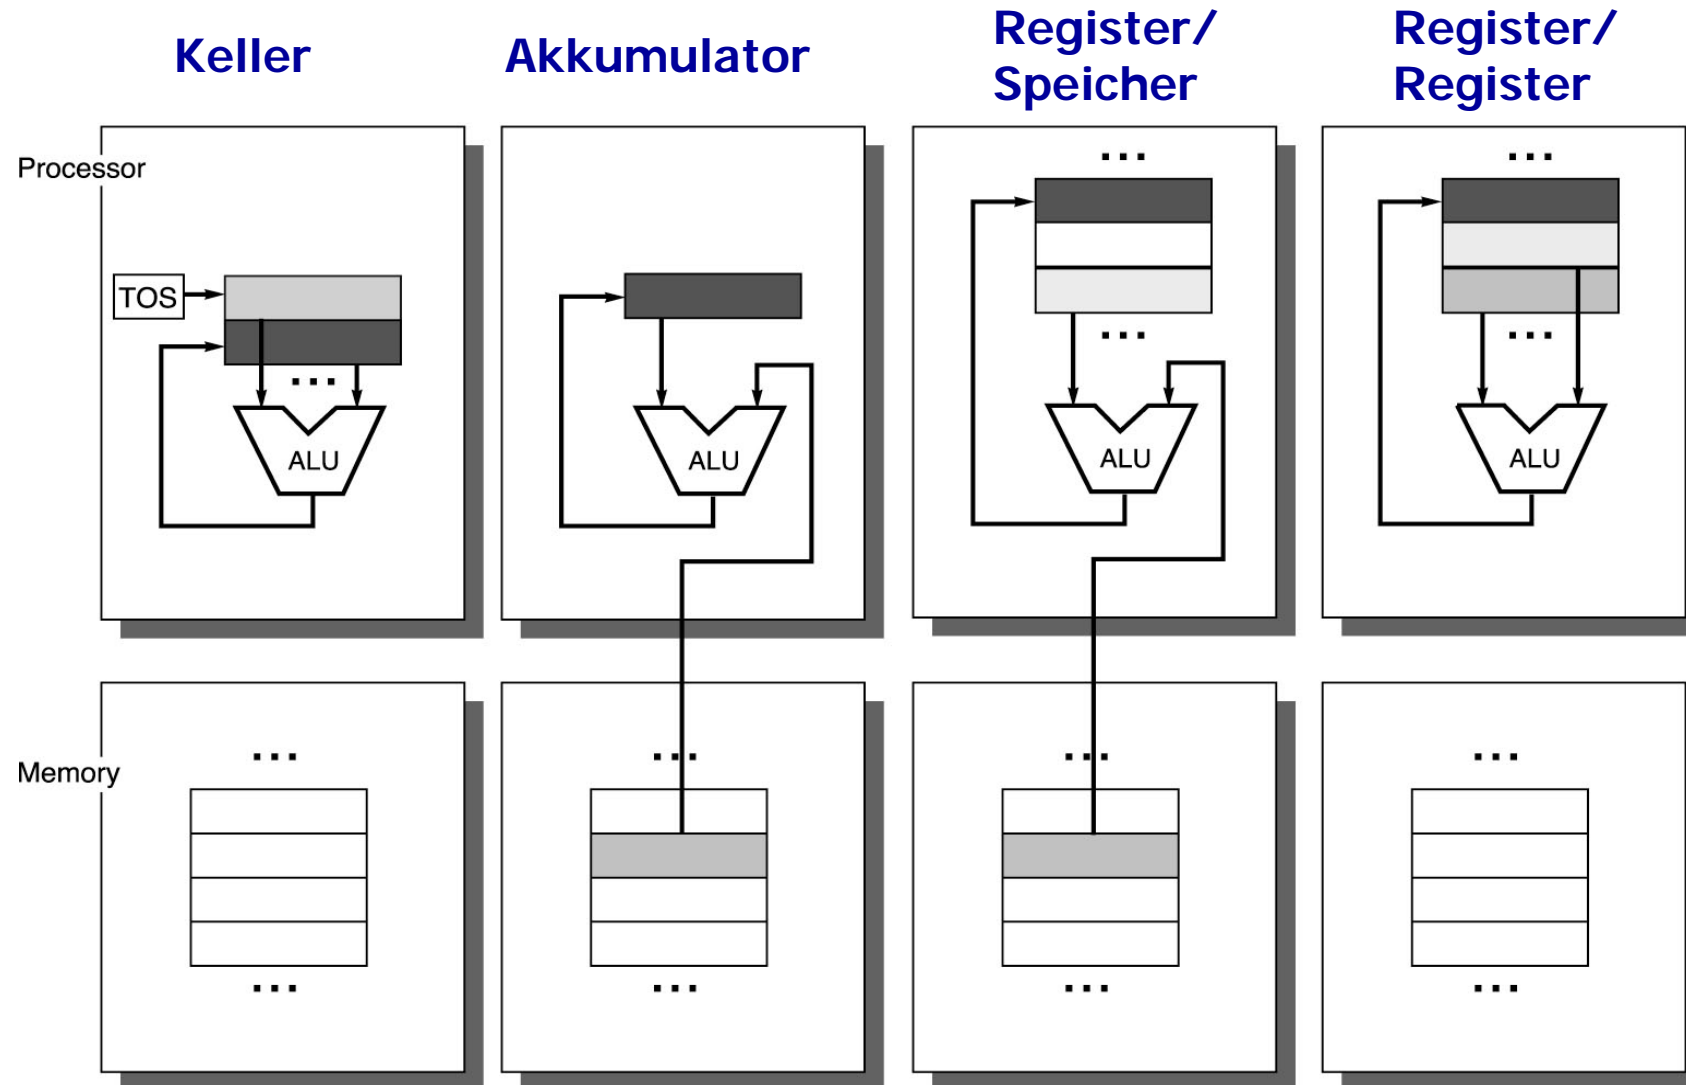 Keller
Akkumulator
Register/
Speicher
Register/
Register
Processor
...
...
TOS
...
...
...
ALU
ALU
ALU
ALU
Memory
...
...
...
...
...
...
...
...